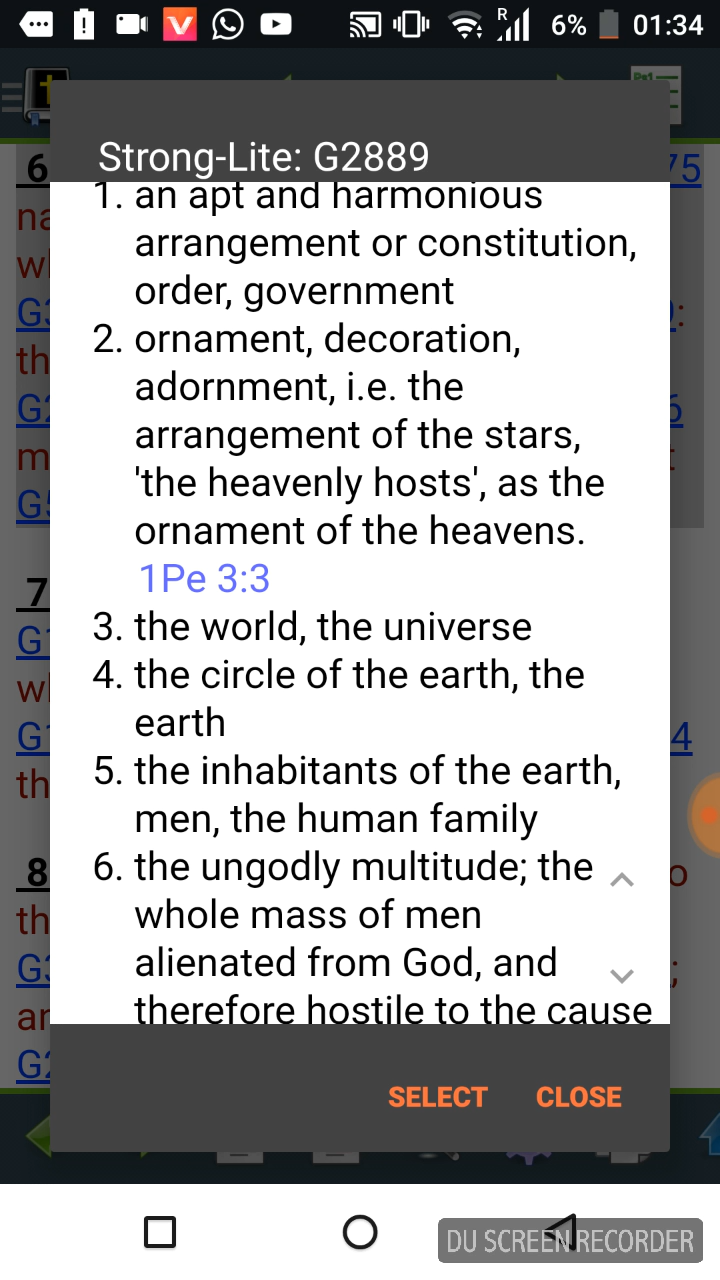 R
6%
01:34
Strong-Lite: G2889
1. an apt and harmonious
arrangement or constitution,
order, government
2. ornament, decoration,
adornment, i.e. the
arrangement of the stars,
'the heavenly hosts', as the
ornament of the heavens.
1Pe 3:3
3. the world, the universe
4. the circle of the earth, the
earth
5. the inhabitants of the earth,
men, the human family
6. the ungodly multitude; the
whole mass of men
alienated from God, and
therefore hostile to the cause
6
7
8
SELECT CLOSE
DU SCREEN RECORDER